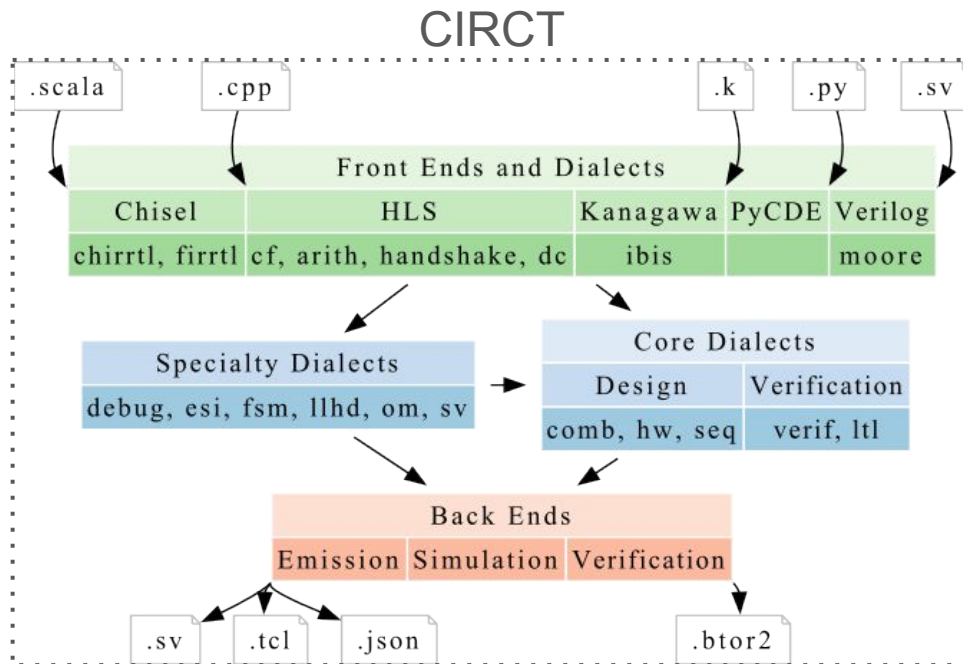 CIRCT
.scala .cpp .k .py .sv
Front Ends and Dialects
Chisel HLS Kanagawa PyCDE Verilog
chirrtl, firrtl cf, arith, handshake, dc ibis moore
Specialty Dialects
debug, esi, fsm, llhd, om, sv
Core Dialects
Design Verification
comb, hw, seq verif, ltl
Back Ends
Emission Simulation Verification
.sv .tcl .json .btor2